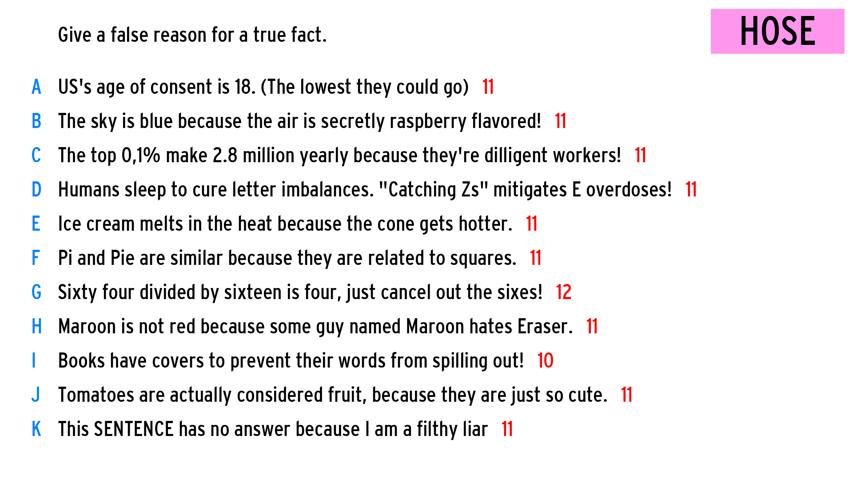 Give a false reason for a true fact.
HOSE
A US's age of consent is 18. (The lowest they could go) 11
B The sky is blue because the air is secretly raspberry flavored! 11
C The top 0,1% make 2.8 million yearly because they're dilligent workers! 11
D Humans sleep to cure letter imbalances. "Catching Zs" mitigates E overdoses! 11
E Ice cream melts in the heat because the cone gets hotter. 11
F Pi and Pie are similar because they are related to squares. 11
G Sixty four divided by sixteen is four, just cancel out the sixes! 12
H Maroon is not red because some guy named Maroon hates Eraser. 11
I Books have covers to prevent their words from spilling out! 10
J Tomatoes are actually considered fruit, because they are just so cute. 11
K This SENTENCE has no answer because I am a filthy liar 11